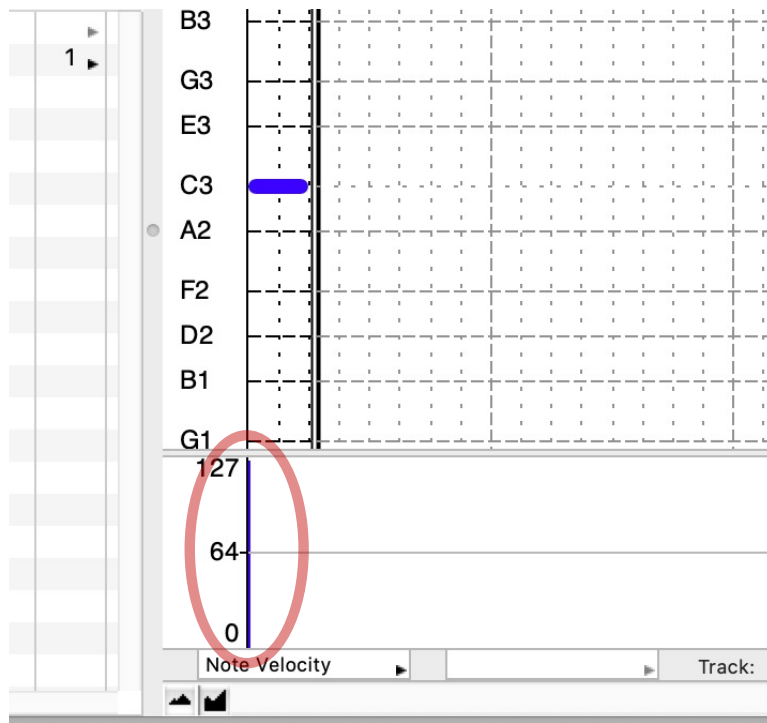 B3
1
G3
E3
C3
A2
F2
D2
B1
G1
127
64
0
Note Velocity
Track: